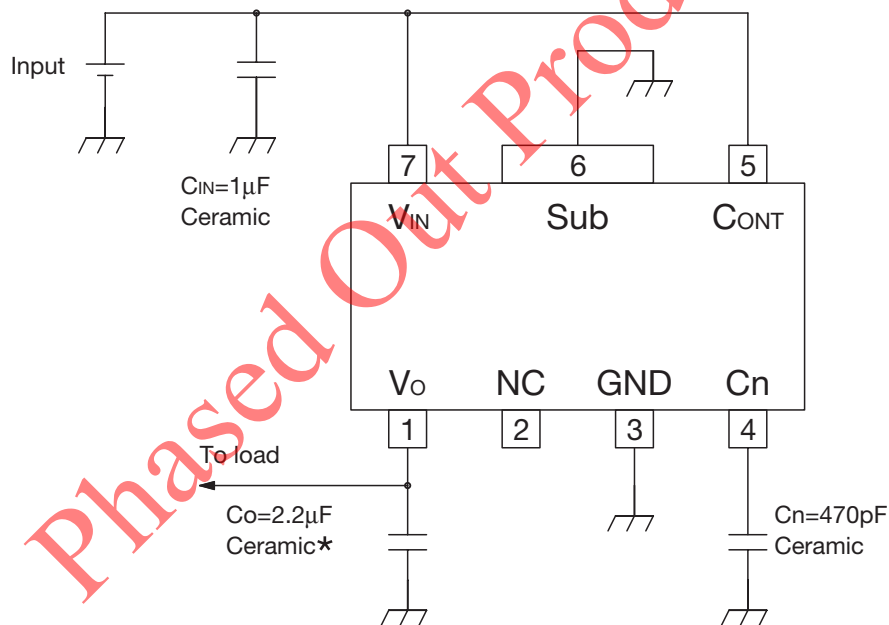 Input
CIN=1μF
Ceramic
7
6
5
VIN
Sub
CONT
VO
NC
GND
Cn
1
2
3
4
To load
Co=2.2μF
Ceramic*
Cn=470pF
Ceramic
Phased Out Prod